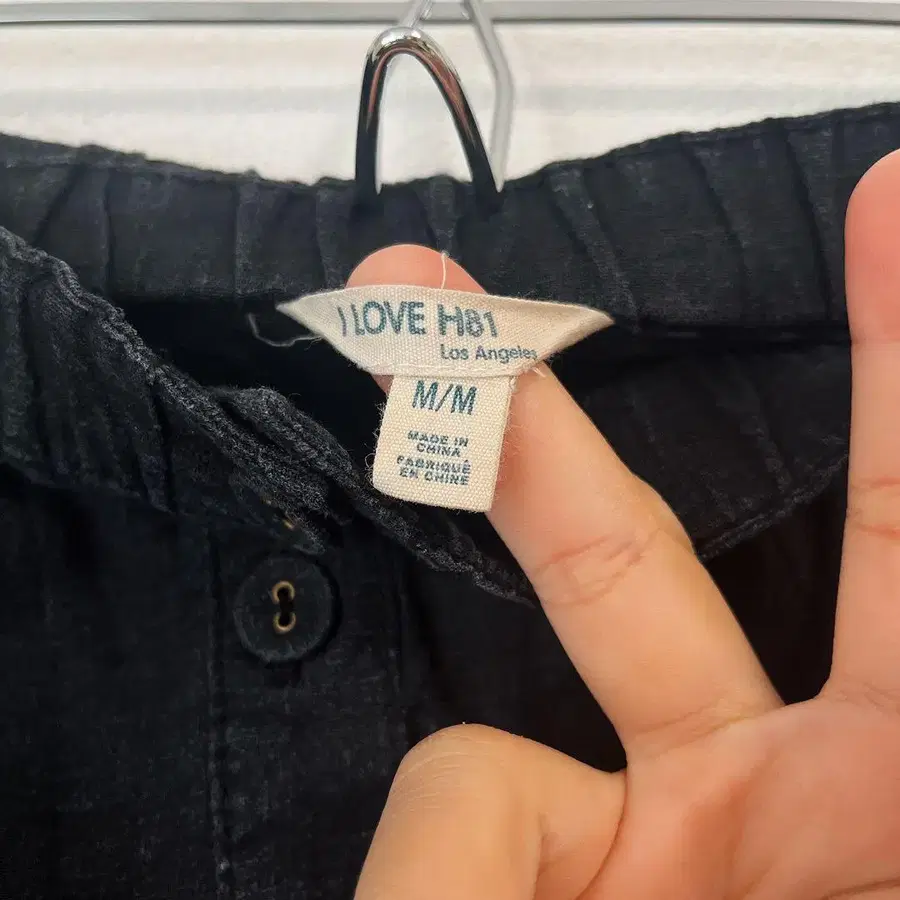 I LOVE H81
Los Angeles
M/M
MADE IN
CHINA
FABRIQUÉ
EN CHINE